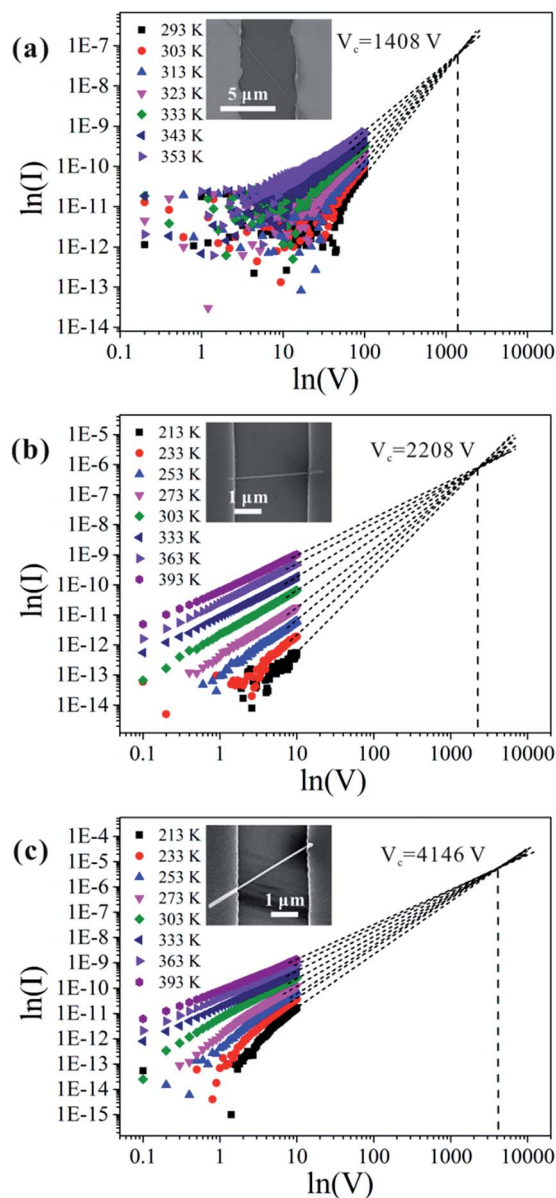 (a)
293 K
303 K
313 K
323 K
333 K
343 K
353 K
5 µm
V_c=1408 V
1E-7
1E-8
1E-9
1E-10
1E-11
1E-12
1E-13
1E-14
ln(I)
0.1 1 10 100 1000 10000
ln(V)
(b)
213 K
233 K
253 K
273 K
303 K
333 K
363 K
393 K
1 µm
V_c=2208 V
1E-5
1E-6
1E-7
1E-8
1E-9
1E-10
1E-11
1E-12
1E-13
1E-14
ln(I)
0.1 1 10 100 1000 10000
ln(V)
(c)
213 K
233 K
253 K
273 K
303 K
333 K
363 K
393 K
1 µm
V_c=4146 V
1E-4
1E-5
1E-6
1E-7
1E-8
1E-9
1E-10
1E-11
1E-12
1E-13
1E-14
1E-15
ln(I)
0.1 1 10 100 1000 10000
ln(V)